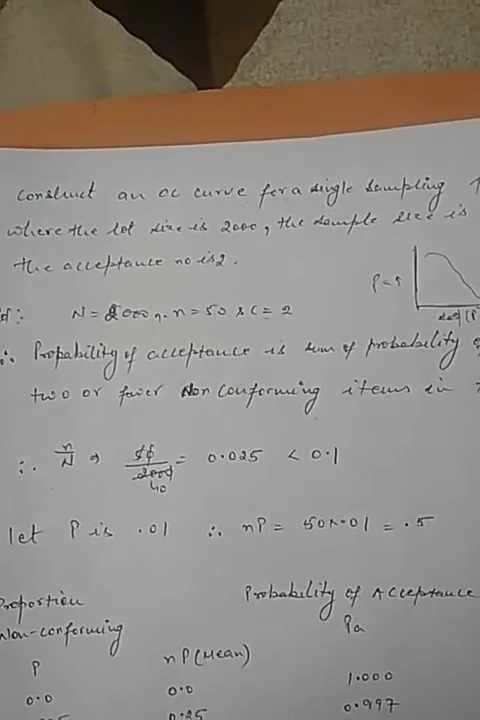 Construct an OC curve for a single sampling
where the lot size is 2000, the sample size is
the acceptance no is 2.
P=?
N = 2000, n = 50 & c = 2
∴ Propability of acceptance is sum of probability
two or fewer Non conforming items in
∴ n/N → 50/2000 = 0.025 < 0.1
40
let P is .01 ∴ nP = 50×.01 = .5
Proportion Probability of Acceptance
Non-conforming Pa
P nP (Mean)
0.0 0.0 1.000
0.25 0.997